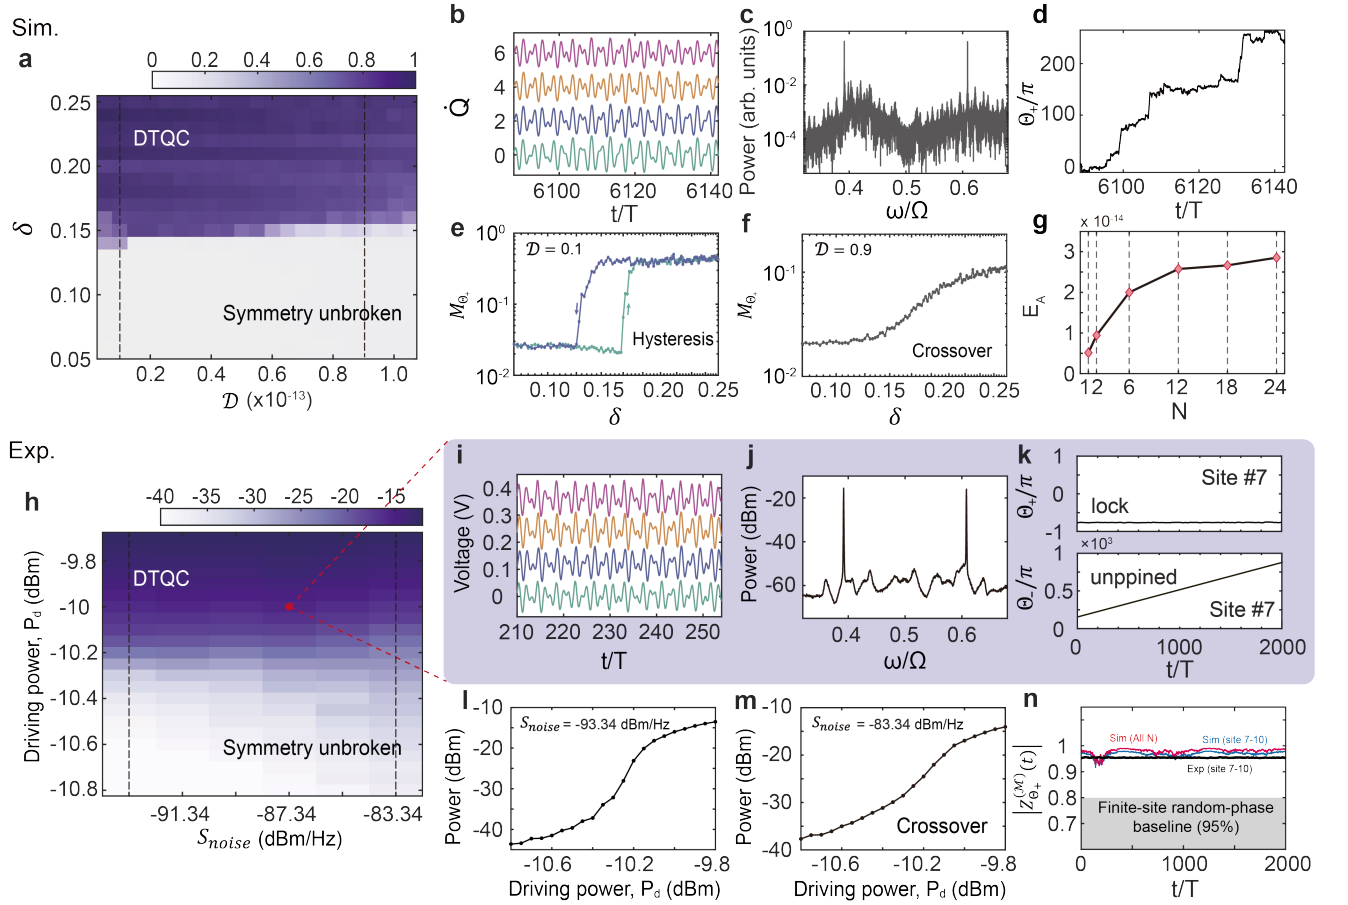 Sim.
a
0 0.2 0.4 0.6 0.8 1
DTQC
Symmetry unbroken
0.25
0.20
0.15
0.10
0.05
δ
0.2 0.4 0.6 0.8 1.0
𝒟 (x10⁻¹³)
b
6
4
2
0
Q̇
6100 6120 6140
t/T
c
10⁰
10⁻²
10⁻⁴
Power (arb. units)
0.4 0.5 0.6
ω/Ω
d
200
100
0
Θ₊/π
6100 6120 6140
t/T
e
10⁰
10⁻¹
10⁻²
M_Θ₊
𝒟 = 0.1
Hysteresis
0.10 0.15 0.20 0.25
δ
f
10⁻¹
10⁻²
M_Θ₊
𝒟 = 0.9
Crossover
0.10 0.15 0.20 0.25
δ
g
x 10⁻¹⁴
3
2
1
0
E_A
1 2 6 12 18 24
N
Exp.
h
-40 -35 -30 -25 -20 -15
DTQC
Symmetry unbroken
-9.8
-10
-10.2
-10.4
-10.6
-10.8
Driving power, P_d (dBm)
-91.34 -87.34 -83.34
S_noise (dBm/Hz)
i
0.4
0.3
0.2
0.1
0
Voltage (V)
210 220 230 240 250
t/T
j
-20
-40
-60
Power (dBm)
0.4 0.5 0.6
ω/Ω
k
1
0
-1
Θ₊/π
Site #7
lock
×10³
1
0.5
0
Θ₋/π
unppined
Site #7
0 1000 2000
t/T
l
-10
-20
-30
-40
Power (dBm)
S_noise = -93.34 dBm/Hz
-10.6 -10.2 -9.8
Driving power, P_d (dBm)
m
-10
-20
-30
-40
Power (dBm)
S_noise = -83.34 dBm/Hz
Crossover
-10.6 -10.2 -9.8
Driving power, P_d (dBm)
n
1
0.9
0.8
0.7
0.6
|Z_Θ₊^(ℳ)(t)|
Sim (All N)
Sim (site 7-10)
Exp (site 7-10)
Finite-site random-phase
baseline (95%)
0 1000 2000
t/T